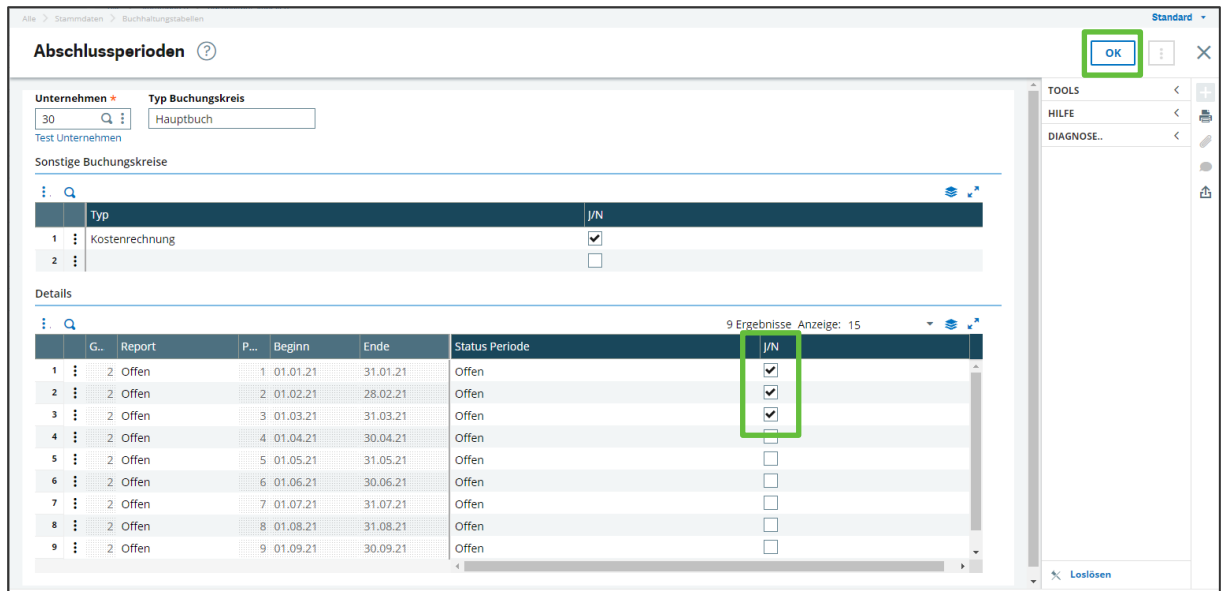 Alle > Stammdaten > Buchhaltungstabellen
Standard
Abschlussperioden ?
OK
Unternehmen * Typ Buchungskreis
30 Hauptbuch
Test Unternehmen
Sonstige Buchungskreise
Typ J/N
1 Kostenrechnung
2
Details
9 Ergebnisse Anzeige: 15
G.. Report P... Beginn Ende Status Periode J/N
1 2 Offen 1 01.01.21 31.01.21 Offen
2 2 Offen 2 01.02.21 28.02.21 Offen
3 2 Offen 3 01.03.21 31.03.21 Offen
4 2 Offen 4 01.04.21 30.04.21 Offen
5 2 Offen 5 01.05.21 31.05.21 Offen
6 2 Offen 6 01.06.21 30.06.21 Offen
7 2 Offen 7 01.07.21 31.07.21 Offen
8 2 Offen 8 01.08.21 31.08.21 Offen
9 2 Offen 9 01.09.21 30.09.21 Offen
TOOLS
HILFE
DIAGNOSE..
Loslösen